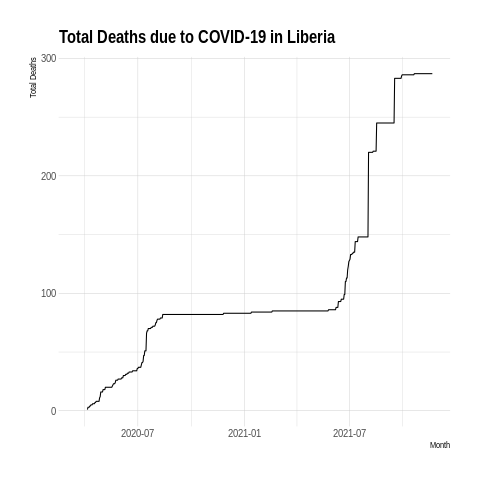 Total Deaths due to COVID-19 in Liberia
Total Deaths
300
200
100
0
2020-07
2021-01
2021-07
Month